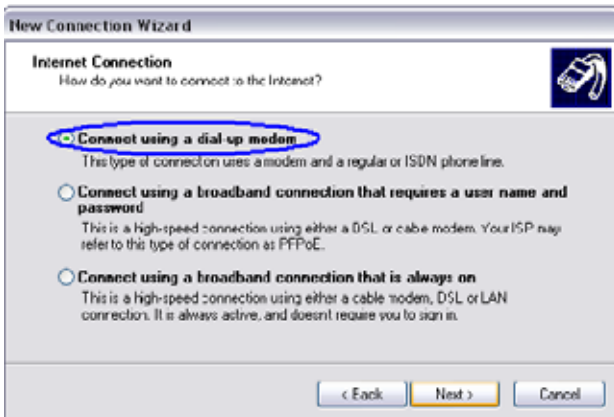 New Connection Wizard
Internet Connection
How do you want to connect to the Internet?
Connect using a dial-up modem
This type of connection uses a modem and a regular or ISDN phone line.
Connect using a broadband connection that requires a user name and
password
This is a high-speed connection using either a DSL or cable modem. Your ISP may
refer to this type of connection as PPPoE.
Connect using a broadband connection that is always on
This is a high-speed connection using either a cable modem, DSL or LAN
connection. It is always active, and doesn't require you to sign in.
< Back
Next >
Cancel